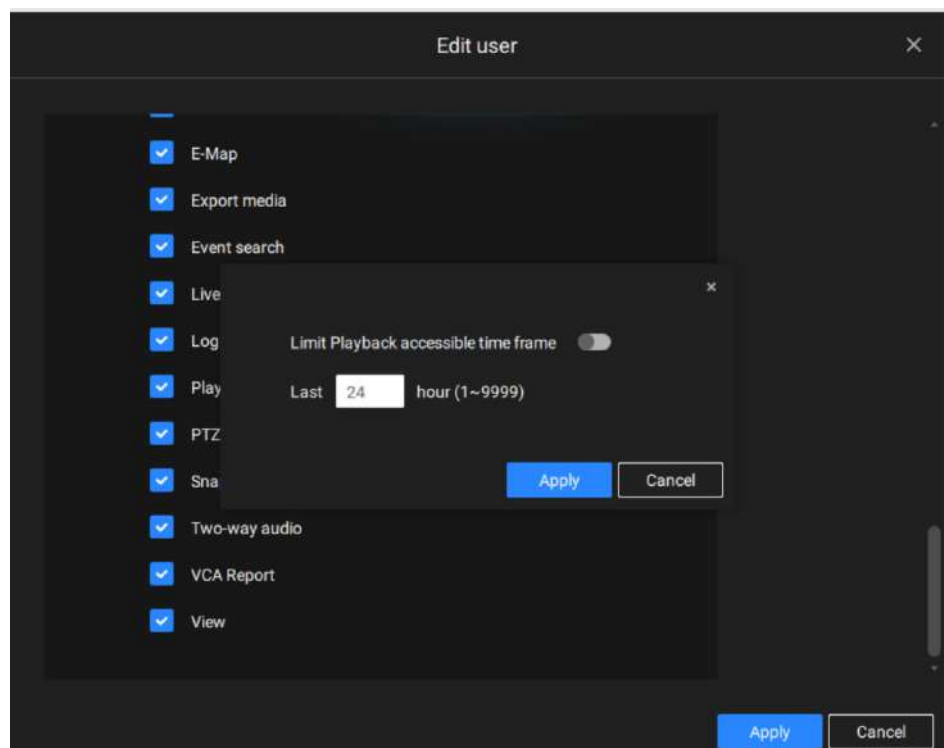 Edit user
E-Map
Export media
Event search
Live
Log
Limit Playback accessible time frame
Play
Last 24 hour (1~9999)
PTZ
Sna
Apply Cancel
Two-way audio
VCA Report
View
Apply Cancel